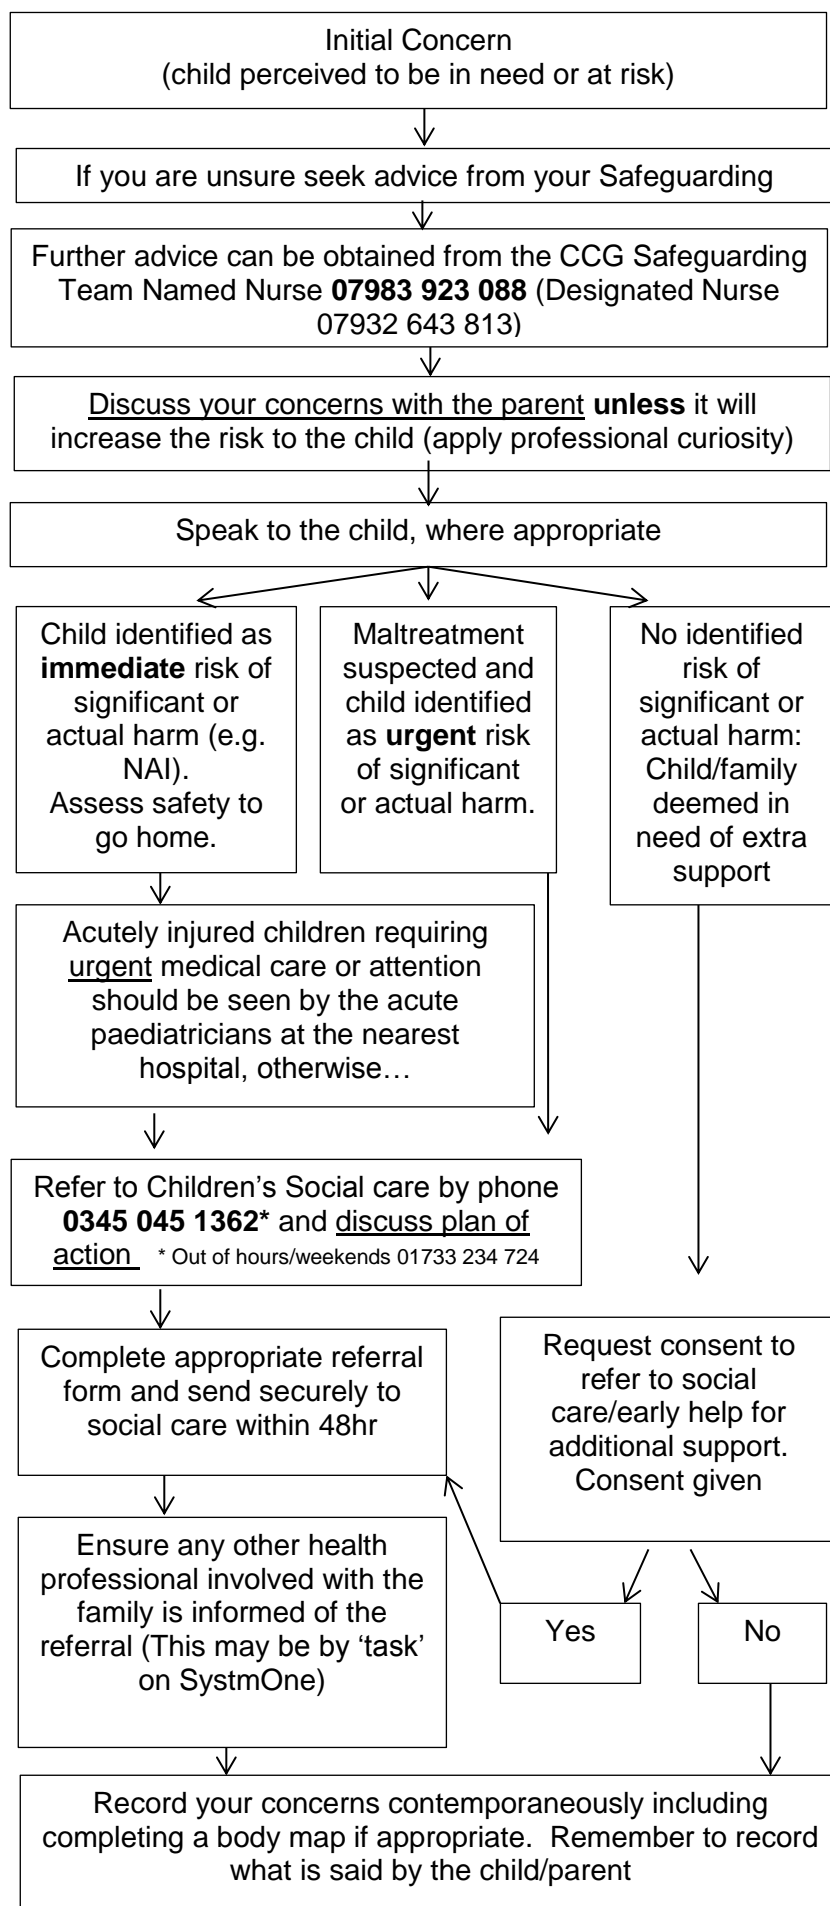 Initial Concern
(child perceived to be in need or at risk)
If you are unsure seek advice from your Safeguarding
Further advice can be obtained from the CCG Safeguarding
Team Named Nurse 07983 923 088 (Designated Nurse
07932 643 813)
Discuss your concerns with the parent unless it will
increase the risk to the child (apply professional curiosity)
Speak to the child, where appropriate
Child identified as
immediate risk of
significant or
actual harm (e.g.
NAI).
Assess safety to
go home.
Maltreatment
suspected and
child identified
as urgent risk
of significant
or actual harm.
No identified
risk of
significant or
actual harm:
Child/family
deemed in
need of extra
support
Acutely injured children requiring
urgent medical care or attention
should be seen by the acute
paediatricians at the nearest
hospital, otherwise…
Refer to Children's Social care by phone
0345 045 1362* and discuss plan of
action * Out of hours/weekends 01733 234 724
Complete appropriate referral
form and send securely to
social care within 48hr
Request consent to
refer to social
care/early help for
additional support.
Consent given
Ensure any other health
professional involved with the
family is informed of the
referral (This may be by 'task'
on SystmOne)
Yes
No
Record your concerns contemporaneously including
completing a body map if appropriate.  Remember to record
what is said by the child/parent